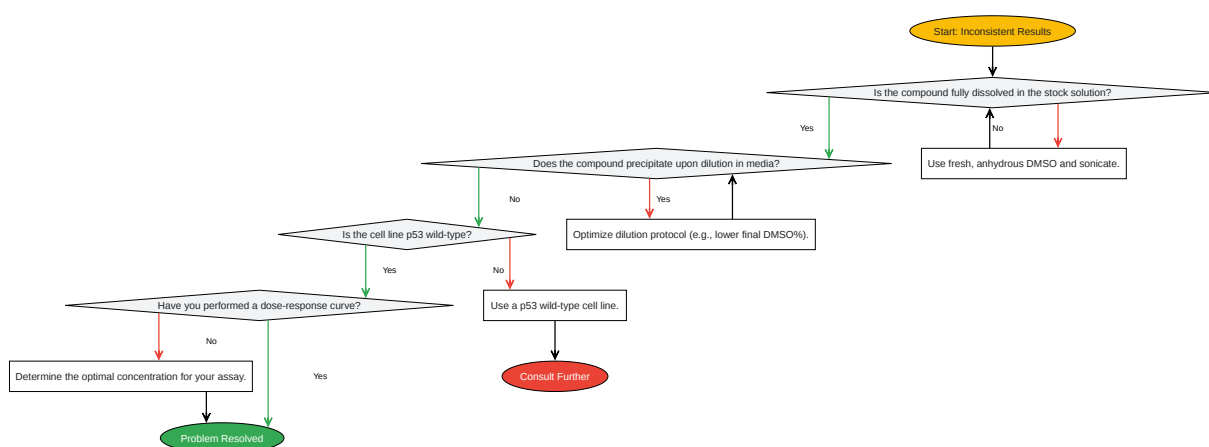 Start: Inconsistent Results
Is the compound fully dissolved in the stock solution?
Yes
No
Does the compound precipitate upon dilution in media?
Use fresh, anhydrous DMSO and sonicate.
No
Yes
Is the cell line p53 wild-type?
Optimize dilution protocol (e.g., lower final DMSO%).
Yes
No
Have you performed a dose-response curve?
Use a p53 wild-type cell line.
No
Yes
Determine the optimal concentration for your assay.
Consult Further
Problem Resolved